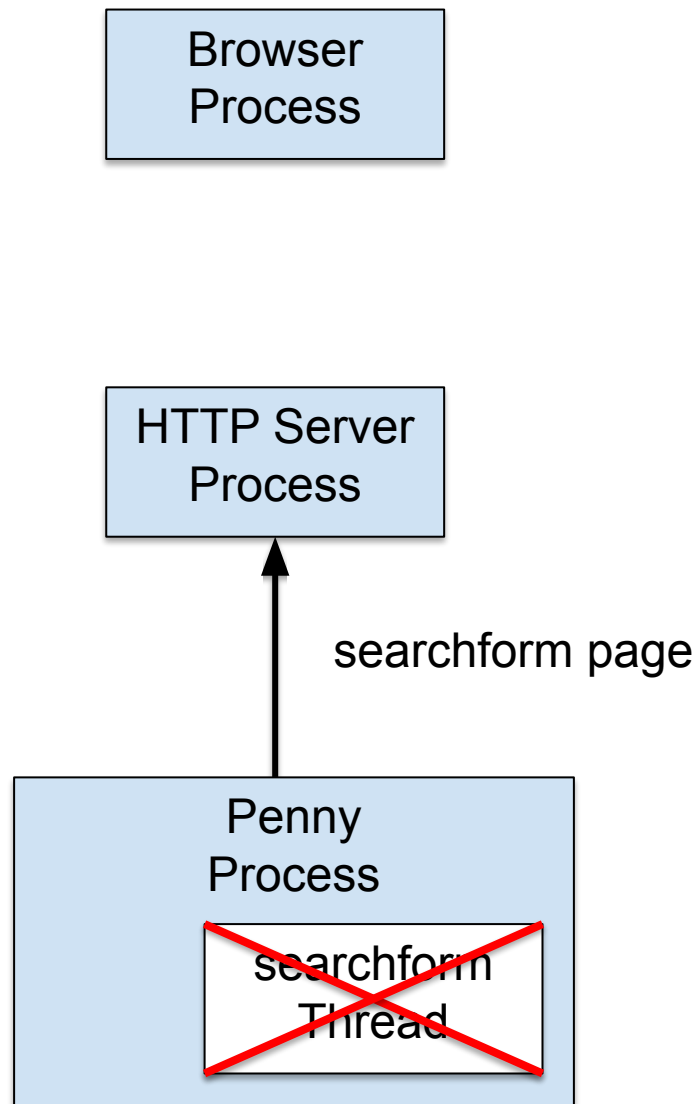 Browser
Process
HTTP Server
Process
searchform page
Penny
Process
searchform
Thread